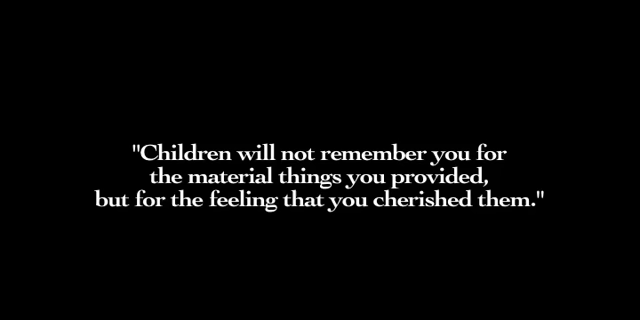 "Children will not remember you for
the material things you provided,
but for the feeling that you cherished them."